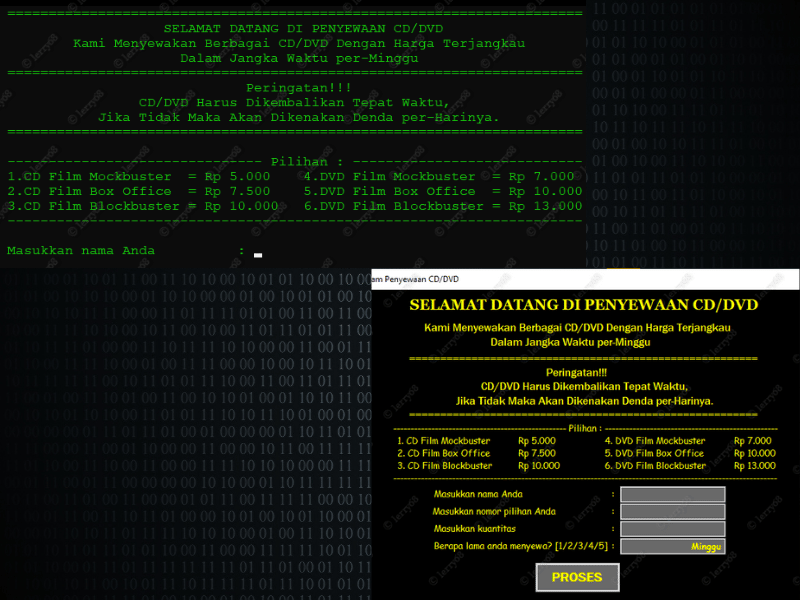 ==================================================
SELAMAT DATANG DI PENYEWAAN CD/DVD
Kami Menyewakan Berbagai CD/DVD Dengan Harga Terjangkau
Dalam Jangka Waktu per-Minggu
==================================================
Peringatan!!!
CD/DVD Harus Dikembalikan Tepat Waktu,
Jika Tidak Maka Akan Dikenakan Denda per-Harinya.
==================================================
------------------------------- Pilihan : ----------------------------
1.CD Film Mockbuster = Rp 5.000 4.DVD Film Mockbuster = Rp 7.000
2.CD Film Box Office = Rp 7.500 5.DVD Film Box Office = Rp 10.000
3.CD Film Blockbuster = Rp 10.000 6.DVD Film Blockbuster = Rp 13.000
----------------------------------------------------------------------
Masukkan nama Anda :
am Penyewaan CD/DVD
SELAMAT DATANG DI PENYEWAAN CD/DVD
Kami Menyewakan Berbagai CD/DVD Dengan Harga Terjangkau
Dalam Jangka Waktu per-Minggu
==================================================
Peringatan!!!
CD/DVD Harus Dikembalikan Tepat Waktu,
Jika Tidak Maka Akan Dikenakan Denda per-Harinya.
==================================================
-------------------------------- Pilihan : --------------------------------
1. CD Film Mockbuster Rp 5.000 4. DVD Film Mockbuster Rp 7.000
2. CD Film Box Office Rp 7.500 5. DVD Film Box Office Rp 10.000
3. CD Film Blockbuster Rp 10.000 6. DVD Film Blockbuster Rp 13.000
----------------------------------------------------------------------
Masukkan nama Anda :
Masukkan nomor pilihan Anda :
Masukkan kuantitas :
Berapa lama anda menyewa? [1/2/3/4/5] : Minggu
PROSES
© lerry08